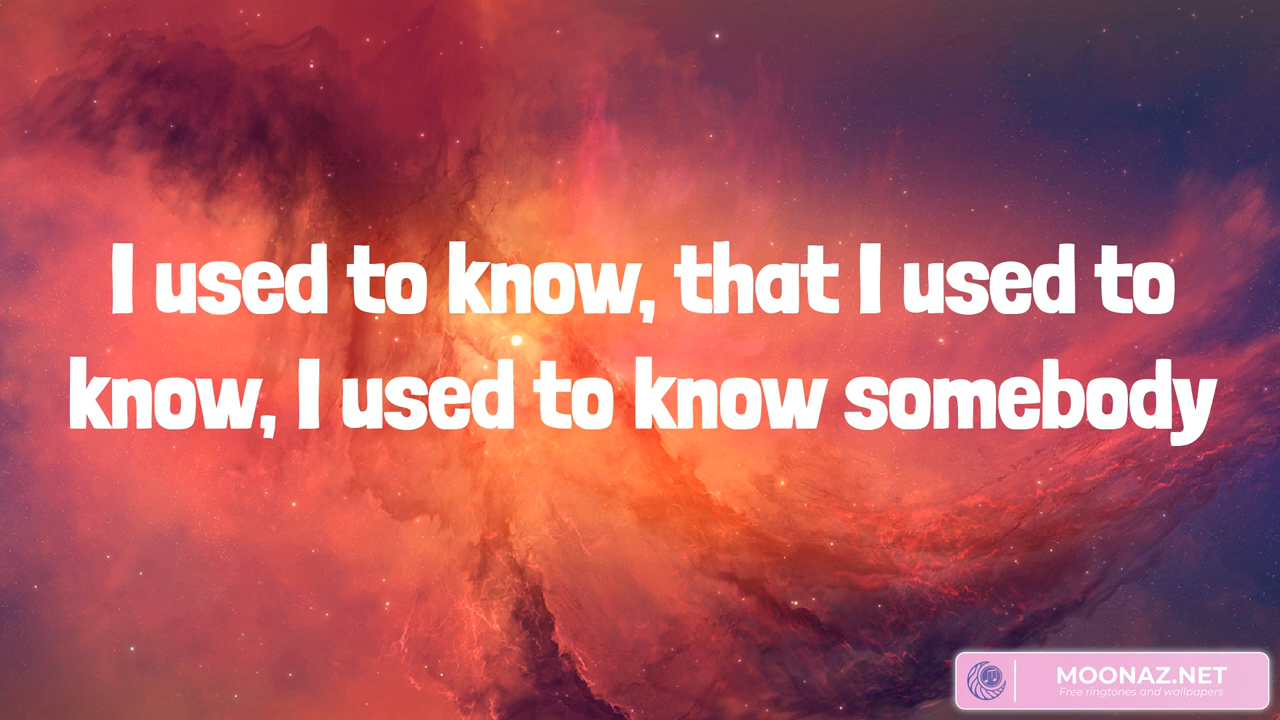 I used to know, that I used to
know, I used to know somebody
MOONAZ.NET
Free ringtones and wallpapers